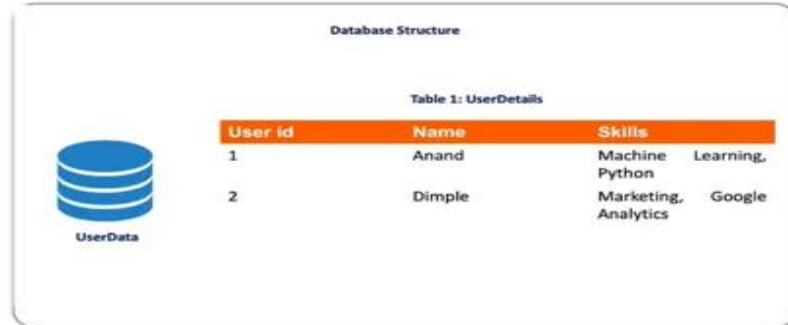 Database Structure
Table 1: UserDetails
User id Name Skills
1 Anand Machine Learning,
Python
2 Dimple Marketing, Google
Analytics
UserData